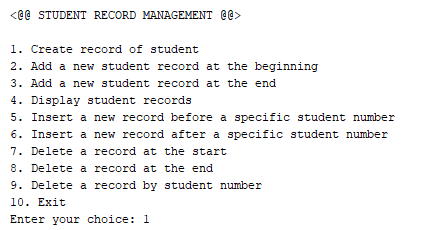 <@@ STUDENT RECORD MANAGEMENT @@>
1. Create record of student
2. Add a new student record at the beginning
3. Add a new student record at the end
4. Display student records
5. Insert a new record before a specific student number
6. Insert a new record after a specific student number
7. Delete a record at the start
8. Delete a record at the end
9. Delete a record by student number
10. Exit
Enter your choice: 1